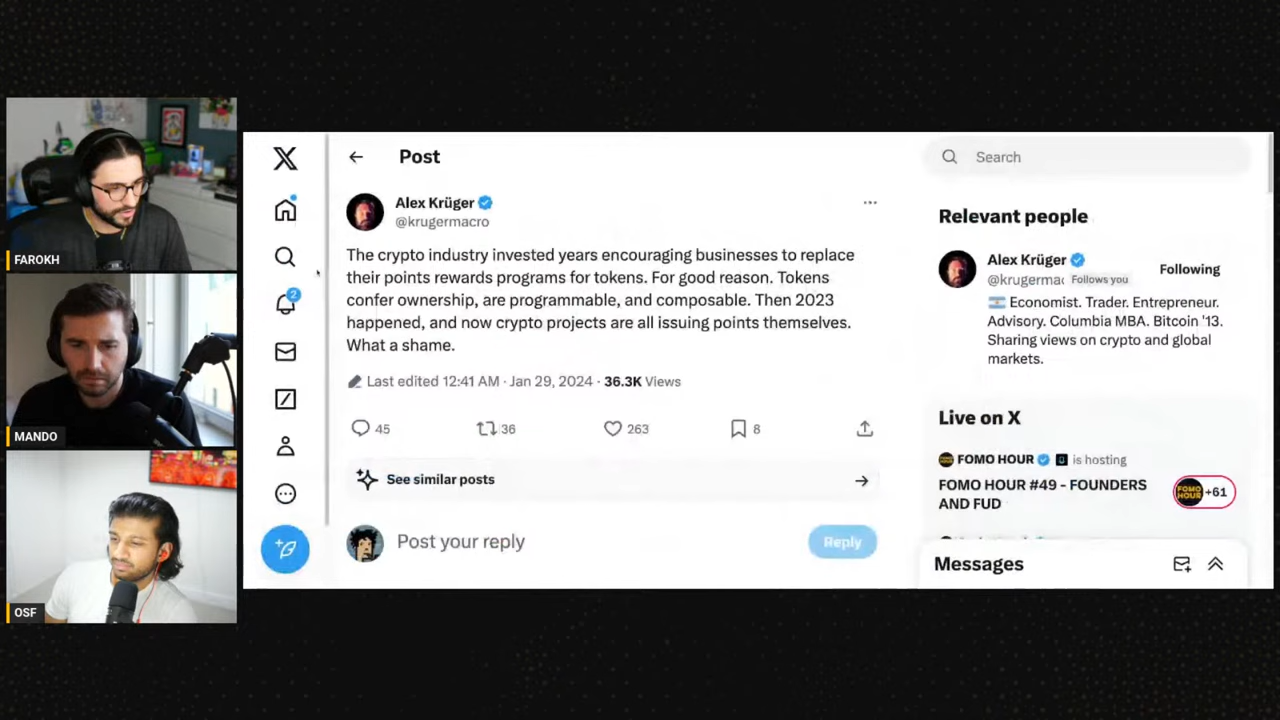 FAROKH
MANDO
OSF
X
2
Post
Alex Krüger
@krugermacro
The crypto industry invested years encouraging businesses to replace
their points rewards programs for tokens. For good reason. Tokens
confer ownership, are programmable, and composable. Then 2023
happened, and now crypto projects are all issuing points themselves.
What a shame.
Last edited 12:41 AM · Jan 29, 2024 · 36.3K Views
45 36 263 8
See similar posts
Post your reply
Reply
Search
Relevant people
Alex Krüger
@krugermac Follows you
Following
Economist. Trader. Entrepreneur.
Advisory. Columbia MBA. Bitcoin '13.
Sharing views on crypto and global
markets.
Live on X
FOMO HOUR is hosting
FOMO HOUR #49 - FOUNDERS
AND FUD
FOMO
HOUR
+61
Messages